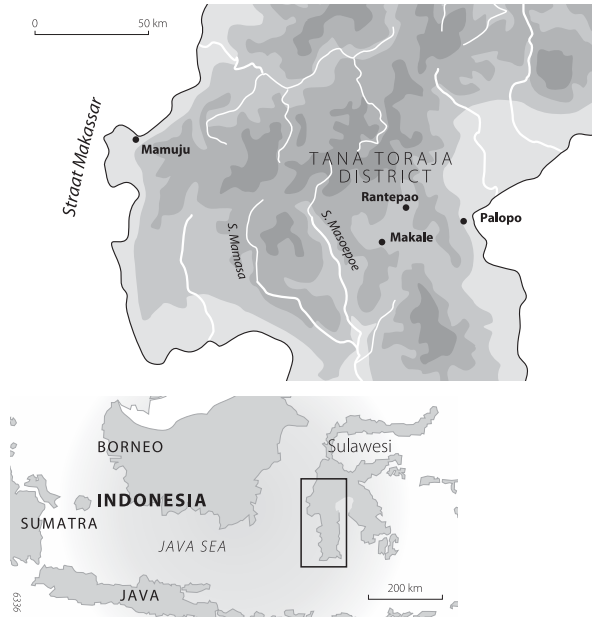 0
50 km
Straat Makassar
Mamuju
TANA TORAJA
DISTRICT
Rantepao
Palopo
Makale
S. Mamasa
S. Masoepoe
BORNEO
Sulawesi
INDONESIA
SUMATRA
JAVA SEA
JAVA
200 km
6336